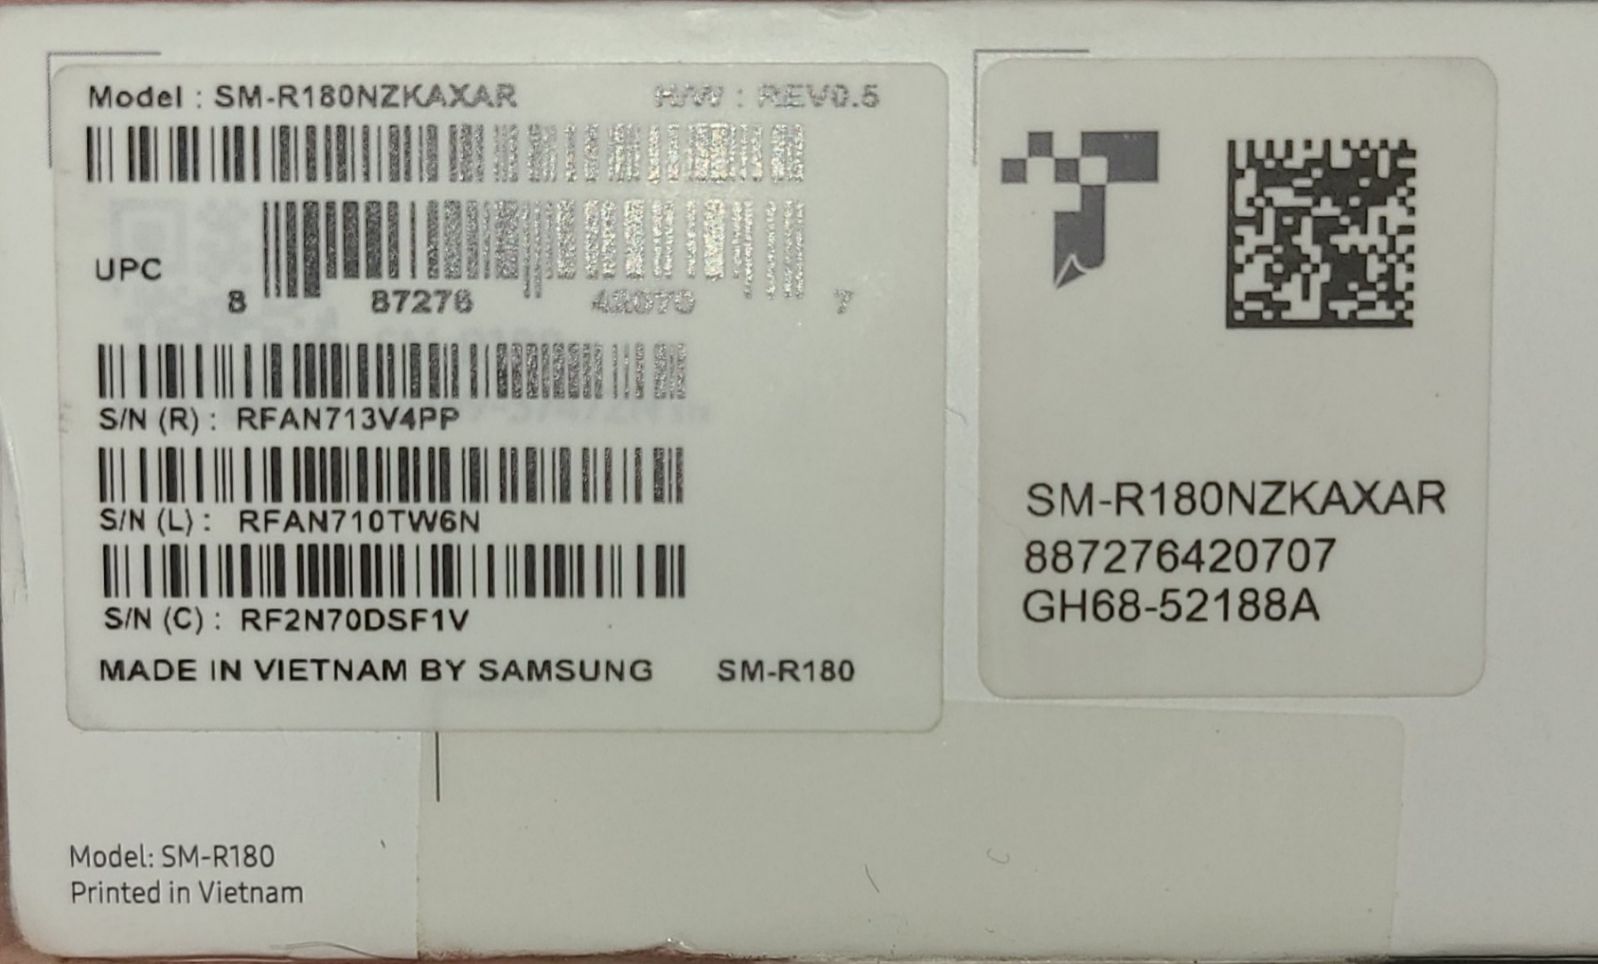 Model : SM-R180NZKAXAR H/W : REV0.5
UPC
8 87276 42070 7
S/N (R) : RFAN713V4PP
S/N (L) : RFAN710TW6N
S/N (C) : RF2N70DSF1V
MADE IN VIETNAM BY SAMSUNG SM-R180
SM-R180NZKAXAR
887276420707
GH68-52188A
Model: SM-R180
Printed in Vietnam